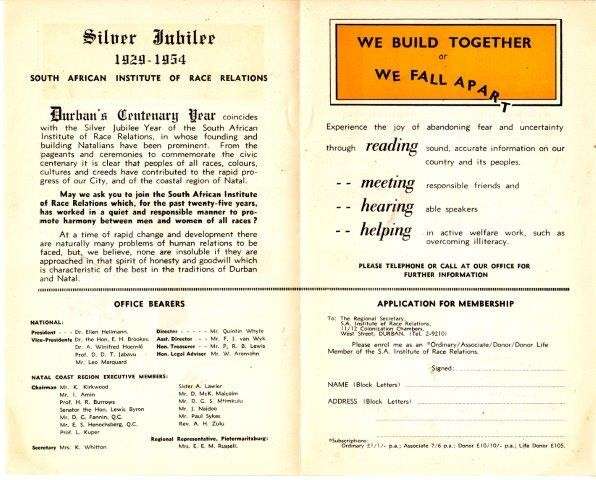 Silver Jubilee
1929-1954
SOUTH AFRICAN INSTITUTE OF RACE RELATIONS
Durban's Centenary Year coincides
with the Silver Jubilee Year of the South African
Institute of Race Relations, in whose founding and
building Natalians have been prominent. From the
pageants and ceremonies to commemorate the civic
centenary it is clear that peoples of all races, colours,
cultures and creeds have contributed to the rapid pro-
gress of our City, and of the coastal region of Natal.
May we ask you to join the South African Institute
of Race Relations which, for the past twenty-five years,
has worked in a quiet and responsible manner to pro-
mote harmony between men and women of all races ?
At a time of rapid change and development there
are naturally many problems of human relations to be
faced, but, we believe, none are insoluble if they are
approached in that spirit of honesty and goodwill which
is characteristic of the best in the traditions of Durban
and Natal.
OFFICE BEARERS
NATIONAL:
President - - - Dr. Ellen Hellmann.
Vice-Presidents Dr. the Hon. E. H. Brookes.
Dr. A. Winifred Hoernlé
Prof. D. D. T. Jabavu
Mr. Leo Marquard
Director - - - - - - Mr. Quintin Whyte
Asst. Director - - Mr. F. J. van Wyk
Hon. Treasurer - - Mr. P. R. B. Lewis
Hon. Legal Adviser Mr. W. Aronsohn
NATAL COAST REGION EXECUTIVE MEMBERS:
Chairman Mr. K. Kirkwood
Mr. I. Amin
Prof. H. R. Burrows
Senator the Hon. Lewis Byron
Mr. D. G. Fannin, Q.C.
Mr. E. S. Henochsberg, Q.C.
Prof. L. Kuper
Secretary Mrs. K. Whitton.
Sister A. Lawler
Mr. D. McK. Malcolm
Mr. D. G. S. Mtimkulu
Mr. J. Naidoo
Mr. Paul Sykes
Rev. A. H. Zulu
Regional Representative, Pietermaritzburg:
Mrs. E. E. M. Russell.
WE BUILD TOGETHER
or
WE FALL APART
Experience the joy of abandoning fear and uncertainty
through reading sound, accurate information on our
country and its peoples.
-- meeting responsible friends and
-- hearing able speakers
-- helping in active welfare work, such as
overcoming illiteracy.
PLEASE TELEPHONE OR CALL AT OUR OFFICE FOR
FURTHER INFORMATION
APPLICATION FOR MEMBERSHIP
To: The Regional Secretary,
S.A. Institute of Race Relations,
11/12 Colonization Chambers,
West Street, DURBAN. (Tel. 2-9210)
Please enrol me as an *Ordinary/Associate/Donor/Donor Life
Member of the S.A. Institute of Race Relations.
Signed:
NAME (Block Letters)
ADDRESS (Block Letters)
*Subscriptions:
Ordinary £1/1/- p.a.; Associate 7/6 p.a.; Donor £10/10/- p.a.; Life Donor £105.